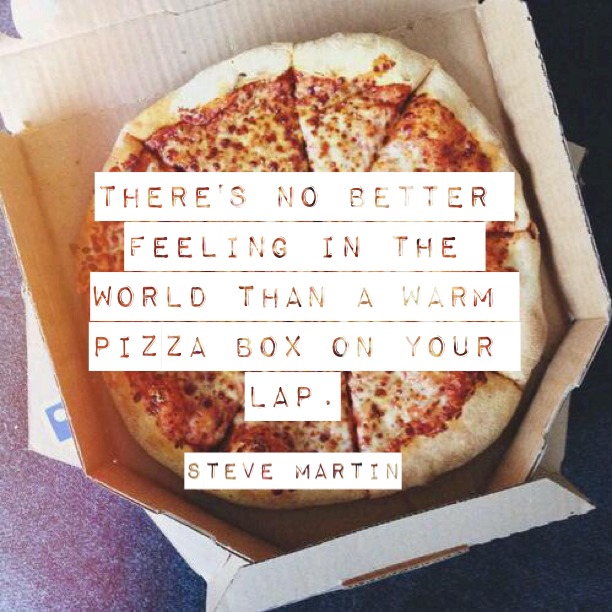 THERE'S NO BETTER
FEELING IN THE
WORLD THAN A WARM
PIZZA BOX ON YOUR
LAP.
STEVE MARTIN